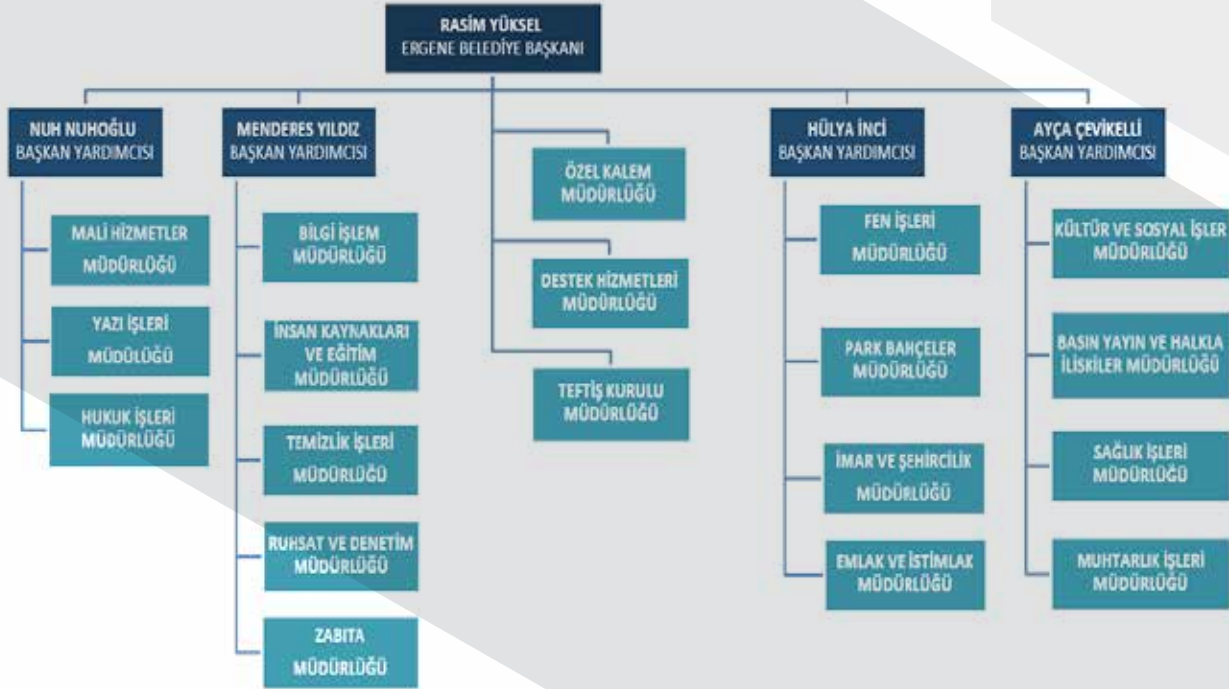 RASİM YÜKSEL
ERGENE BELEDİYE BAŞKANI
NUH NUHOĞLU
BAŞKAN YARDIMCISI
MALİ HİZMETLER
MÜDÜRLÜĞÜ
YAZI İŞLERİ
MÜDÜLÜĞÜ
HUKUK İŞLERİ
MÜDÜRLÜĞÜ
MENDERES YILDIZ
BAŞKAN YARDIMCISI
BİLGİ İŞLEM
MÜDÜRLÜĞÜ
İNSAN KAYNAKLARI
VE EĞİTİM
MÜDÜRLÜĞÜ
TEMİZLİK İŞLERİ
MÜDÜRLÜĞÜ
RUHSAT VE DENETİM
MÜDÜRLÜĞÜ
ZABITA
MÜDÜRLÜĞÜ
ÖZEL KALEM
MÜDÜRLÜĞÜ
DESTEK HİZMETLERİ
MÜDÜRLÜĞÜ
TEFTİŞ KURULU
MÜDÜRLÜĞÜ
HÜLYA İNCİ
BAŞKAN YARDIMCISI
FEN İŞLERİ
MÜDÜRLÜĞÜ
PARK BAHÇELER
MÜDÜRLÜĞÜ
İMAR VE ŞEHİRCİLİK
MÜDÜRLÜĞÜ
EMLAK VE İSTİMLAK
MÜDÜRLÜĞÜ
AYÇA ÇEVİKELLİ
BAŞKAN YARDIMCISI
KÜLTÜR VE SOSYAL İŞLER
MÜDÜRLÜĞÜ
BASIN YAYIN VE HALKLA
İLİSKİLER MÜDÜRLÜĞÜ
SAĞLIK İŞLERİ
MÜDÜRLÜĞÜ
MUHTARLIK İŞLERİ
MÜDÜRLÜĞÜ